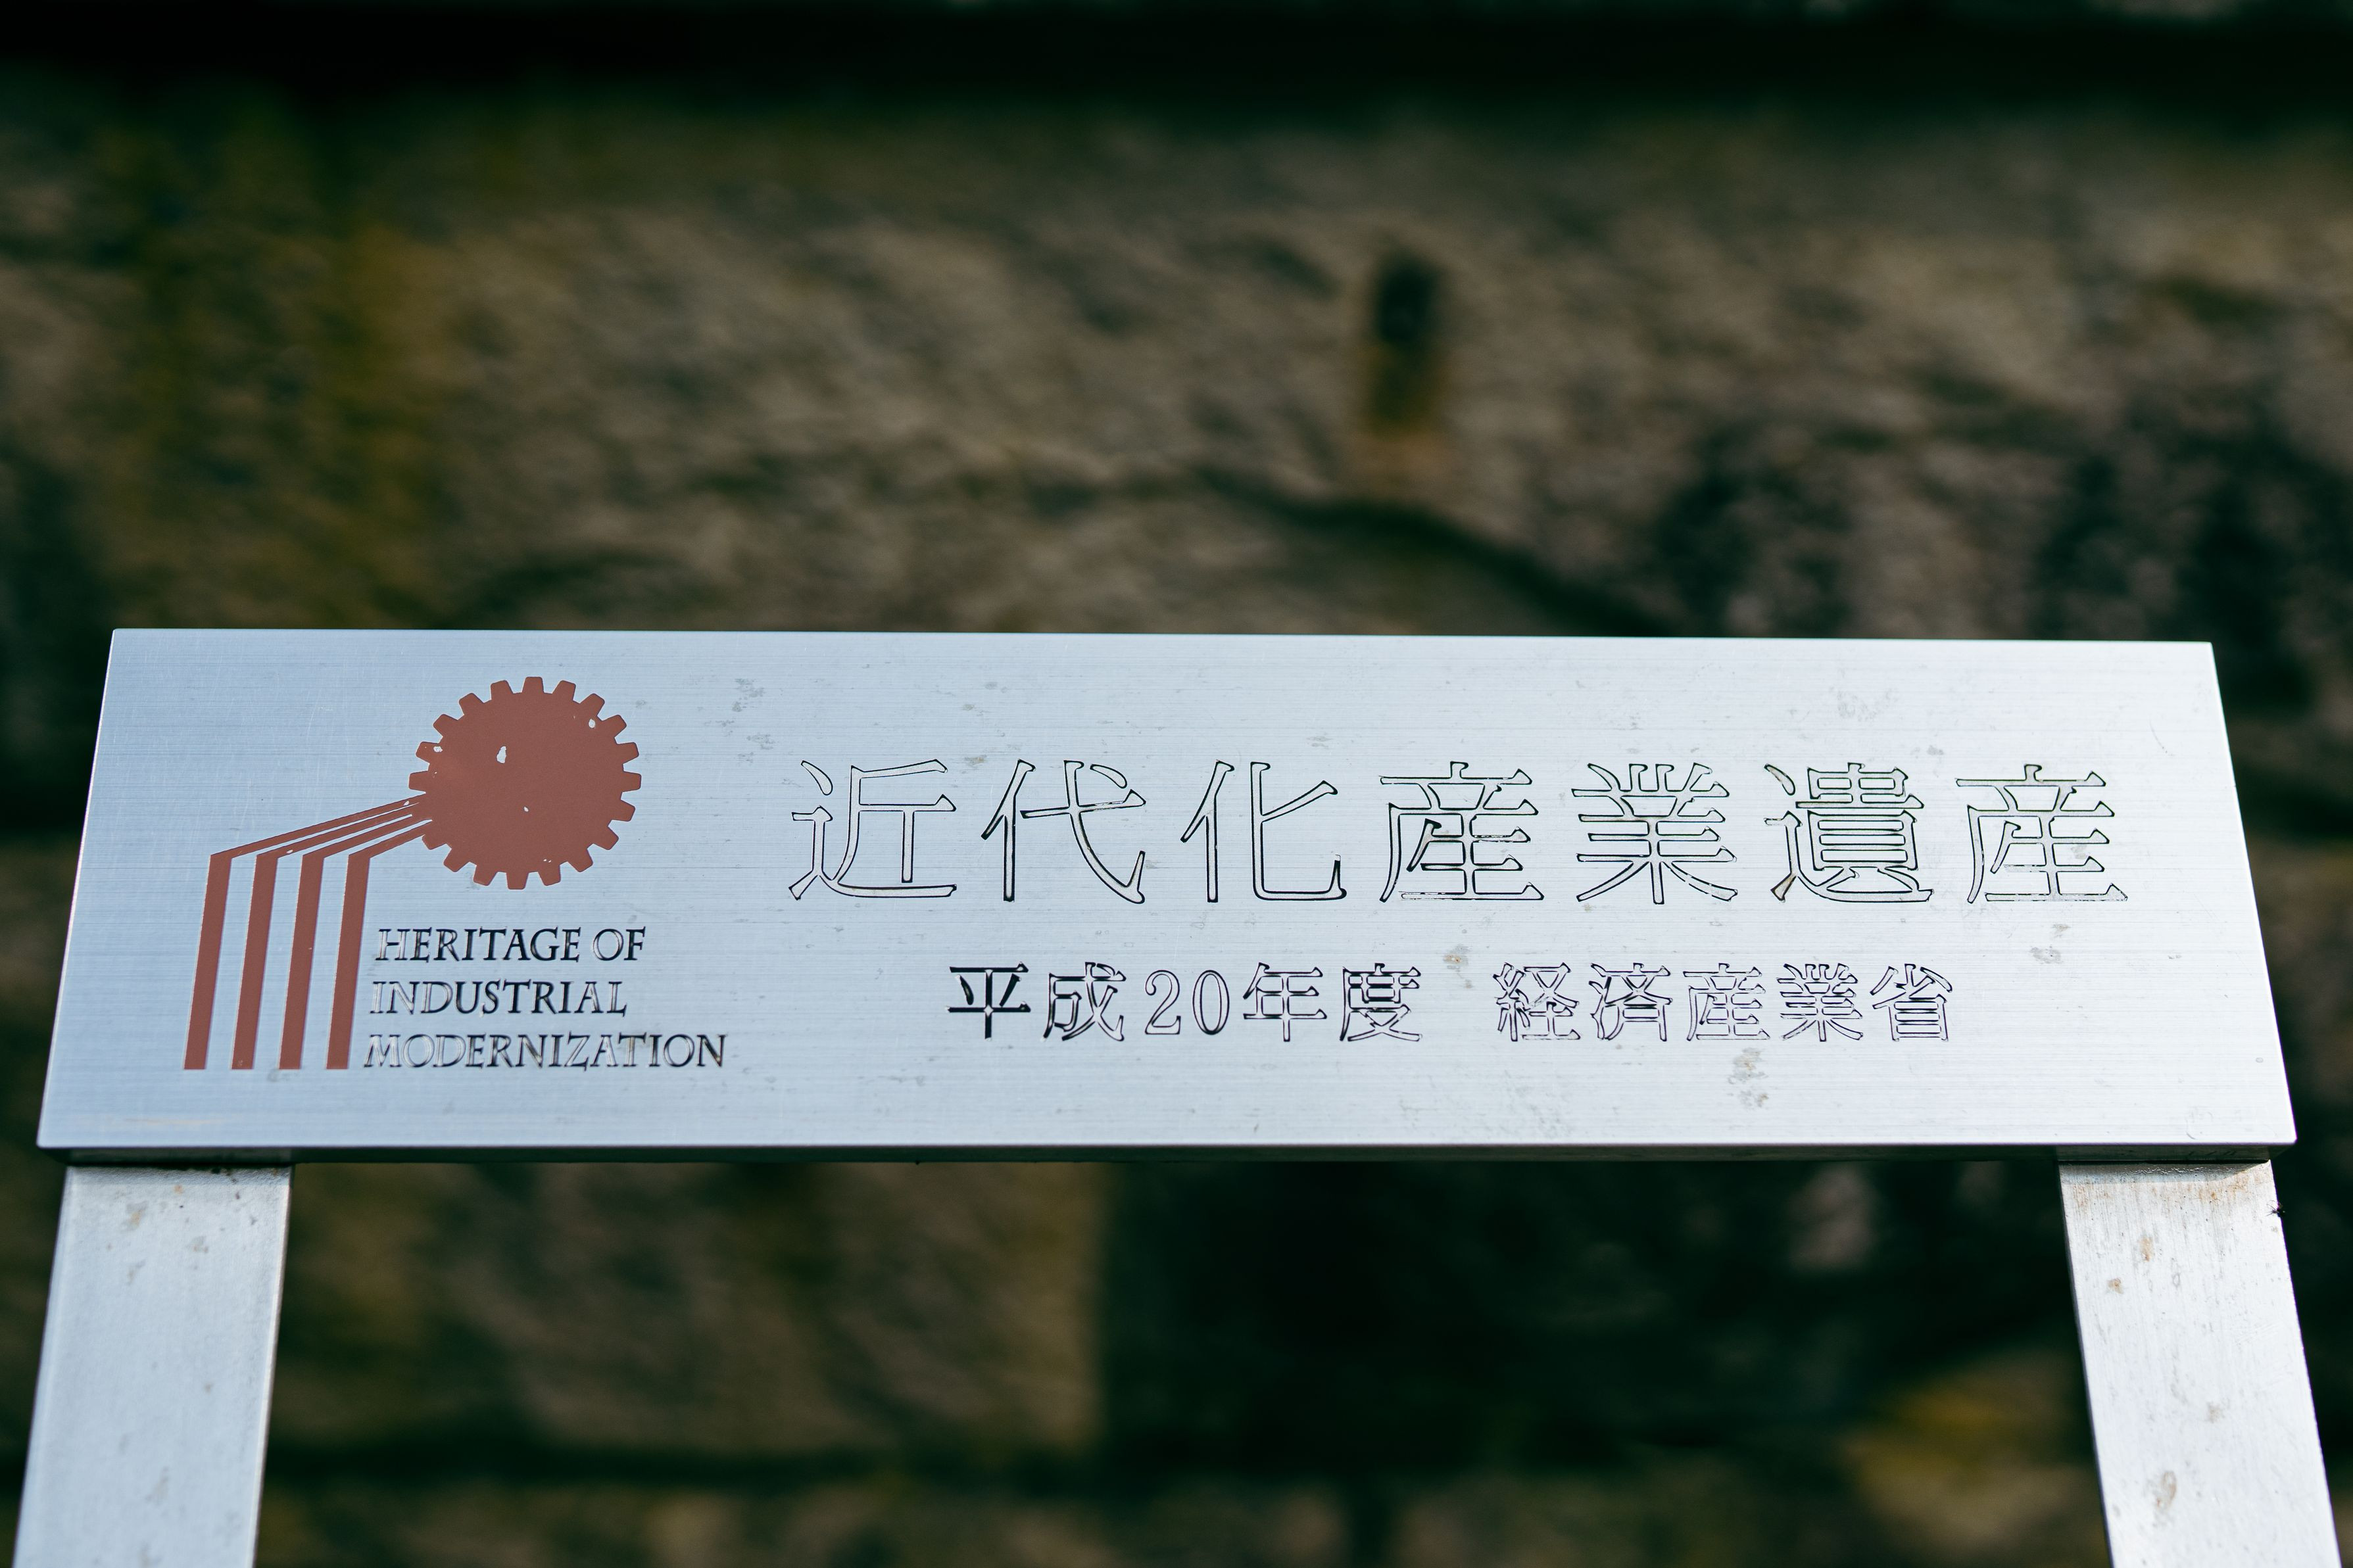 HERITAGE OF
INDUSTRIAL
MODERNIZATION
近代化産業遺産
平成20年度 経済産業省